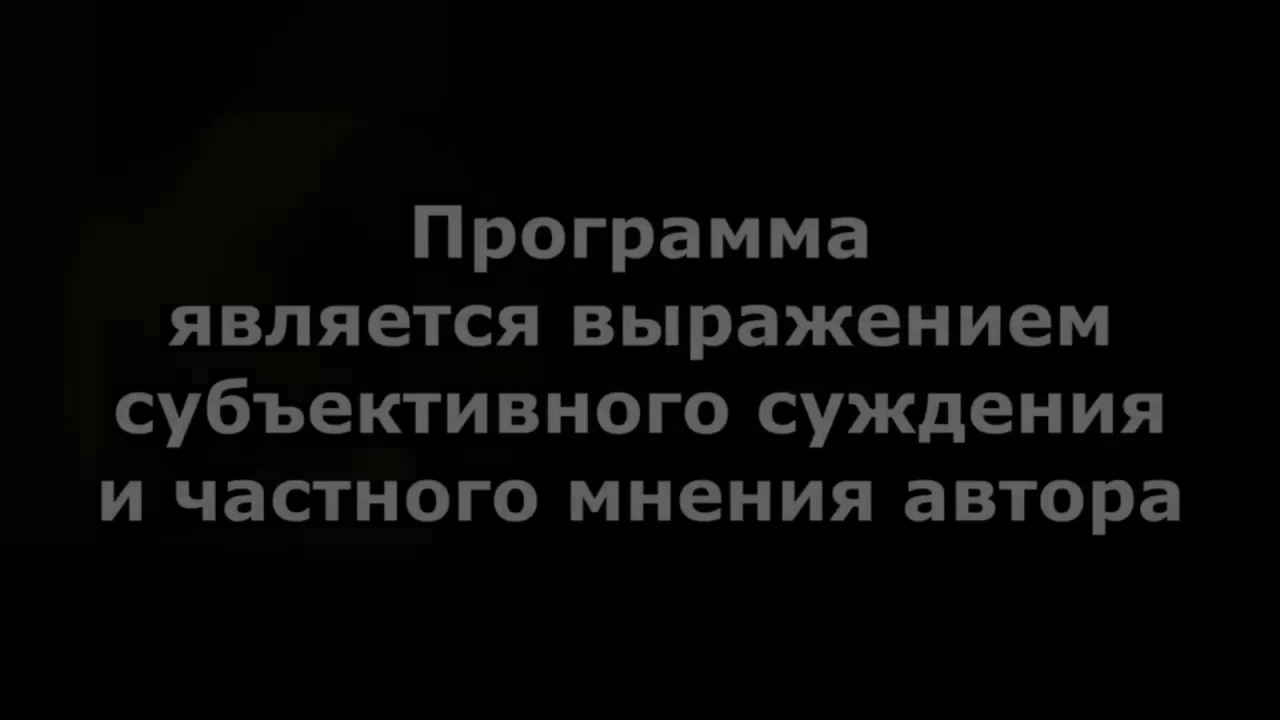 Программа
является выражением
субъективного суждения
и частного мнения автора